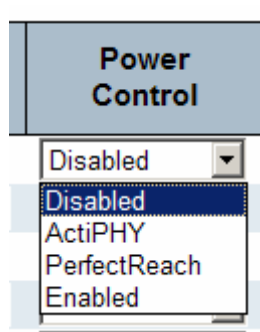 Power
Control
Disabled
Disabled
ActiPHY
PerfectReach
Enabled